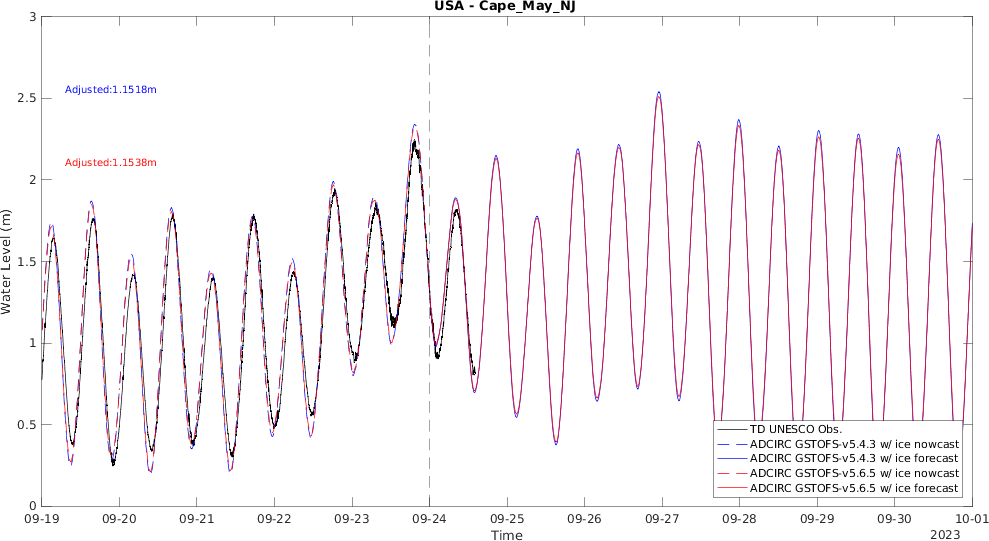 USA - Cape_May_NJ
3
2.5
2
1.5
1
0.5
0
Water Level (m)
Adjusted:1.1518m
Adjusted:1.1538m
TD UNESCO Obs.
ADCIRC GSTOFS-v5.4.3 w/ ice nowcast
ADCIRC GSTOFS-v5.4.3 w/ ice forecast
ADCIRC GSTOFS-v5.6.5 w/ ice nowcast
ADCIRC GSTOFS-v5.6.5 w/ ice forecast
09-19 09-20 09-21 09-22 09-23 09-24 09-25 09-26 09-27 09-28 09-29 09-30 10-01
Time
2023